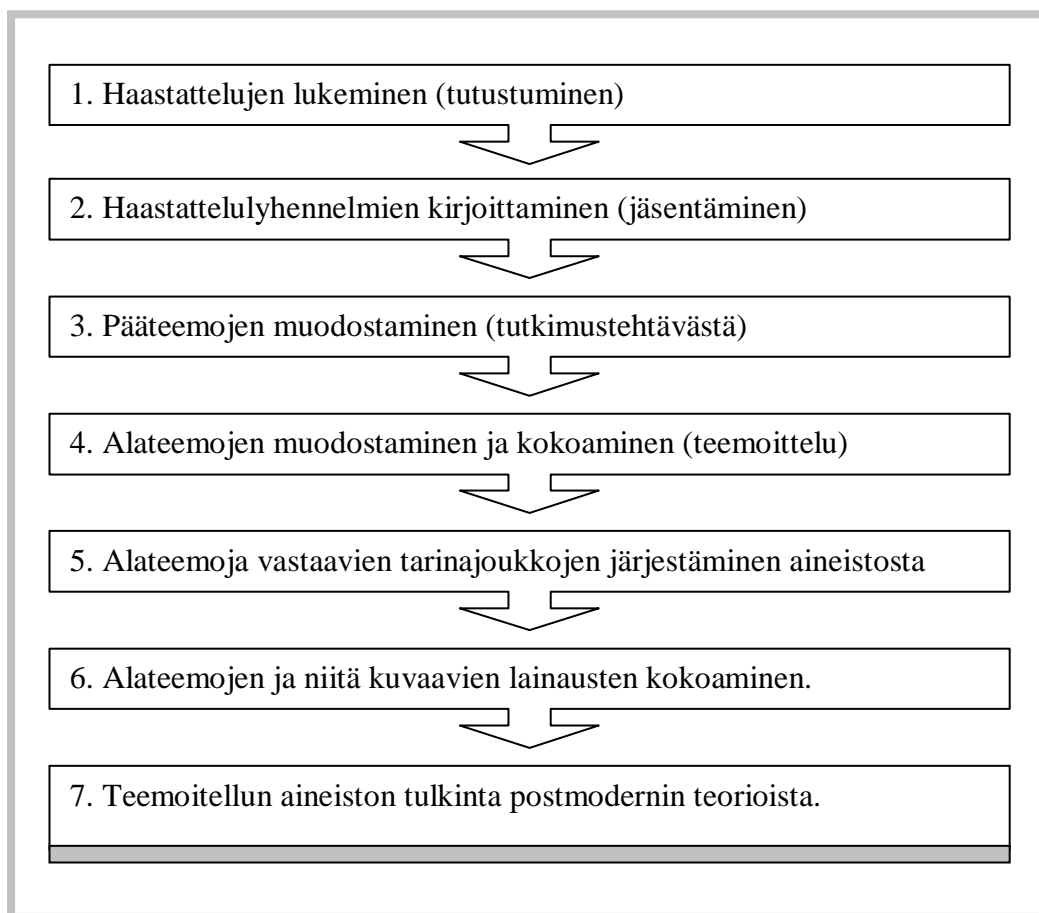 1. Haastattelujen lukeminen (tutustuminen)
2. Haastattelulyhennelmien kirjoittaminen (jäsentäminen)
3. Pääteemojen muodostaminen (tutkimustehtävästä)
4. Alateemojen muodostaminen ja kokoaminen (teemoittelu)
5. Alateemoja vastaavien tarinajoukkojen järjestäminen aineistosta
6. Alateemojen ja niitä kuvaavien lainausten kokoaminen.
7. Teemoitellun aineiston tulkinta postmodernin teorioista.